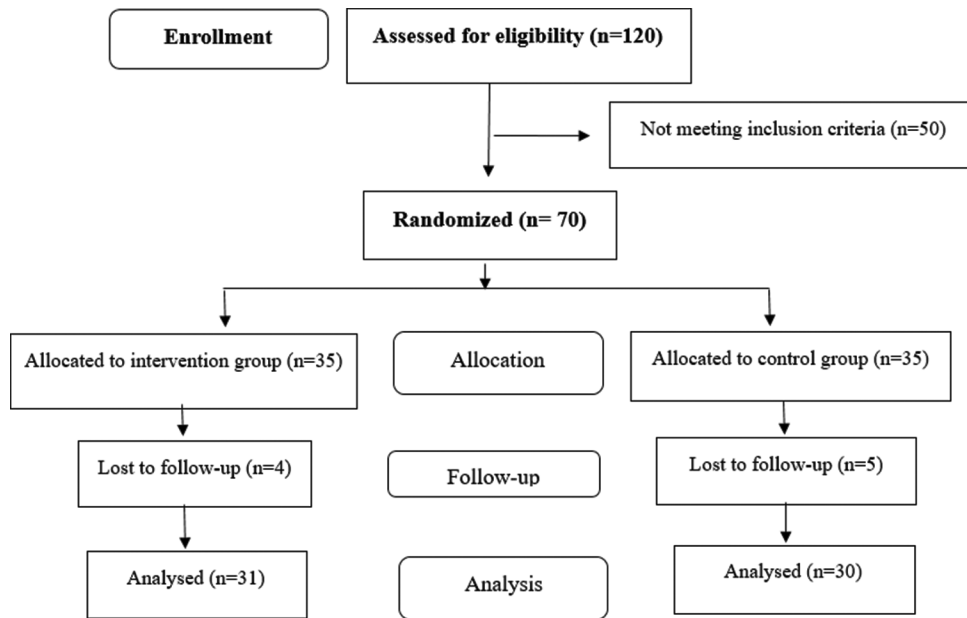 Enrollment
Assessed for eligibility (n=120)
Not meeting inclusion criteria (n=50)
Randomized (n= 70)
Allocated to intervention group (n=35)
Allocation
Allocated to control group (n=35)
Lost to follow-up (n=4)
Follow-up
Lost to follow-up (n=5)
Analysed (n=31)
Analysis
Analysed (n=30)